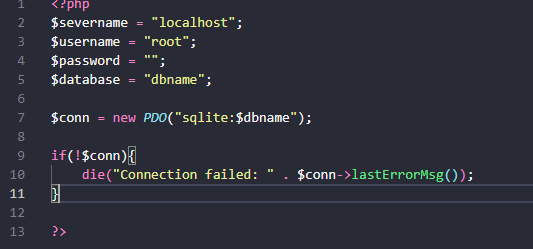 1 <?php
2 $severname = "localhost";
3 $username = "root";
4 $password = "";
5 $database = "dbname";
6
7 $conn = new PDO("sqlite:$dbname");
8
9 if(!$conn){
10 die("Connection failed: " . $conn->lastErrorMsg());
11 }
12
13 ?>